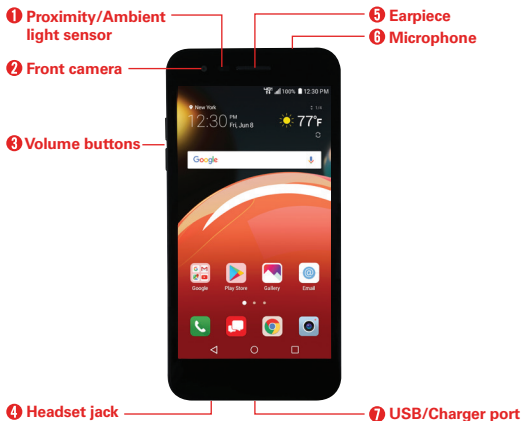 1 Proximity/Ambient
light sensor
2 Front camera
3 Volume buttons
4 Headset jack
5 Earpiece
6 Microphone
7 USB/Charger port
100% 12:30 PM
New York
1/4
12:30 PM Fri, Jun 8
77°F
Google
Google Play Store Gallery Email